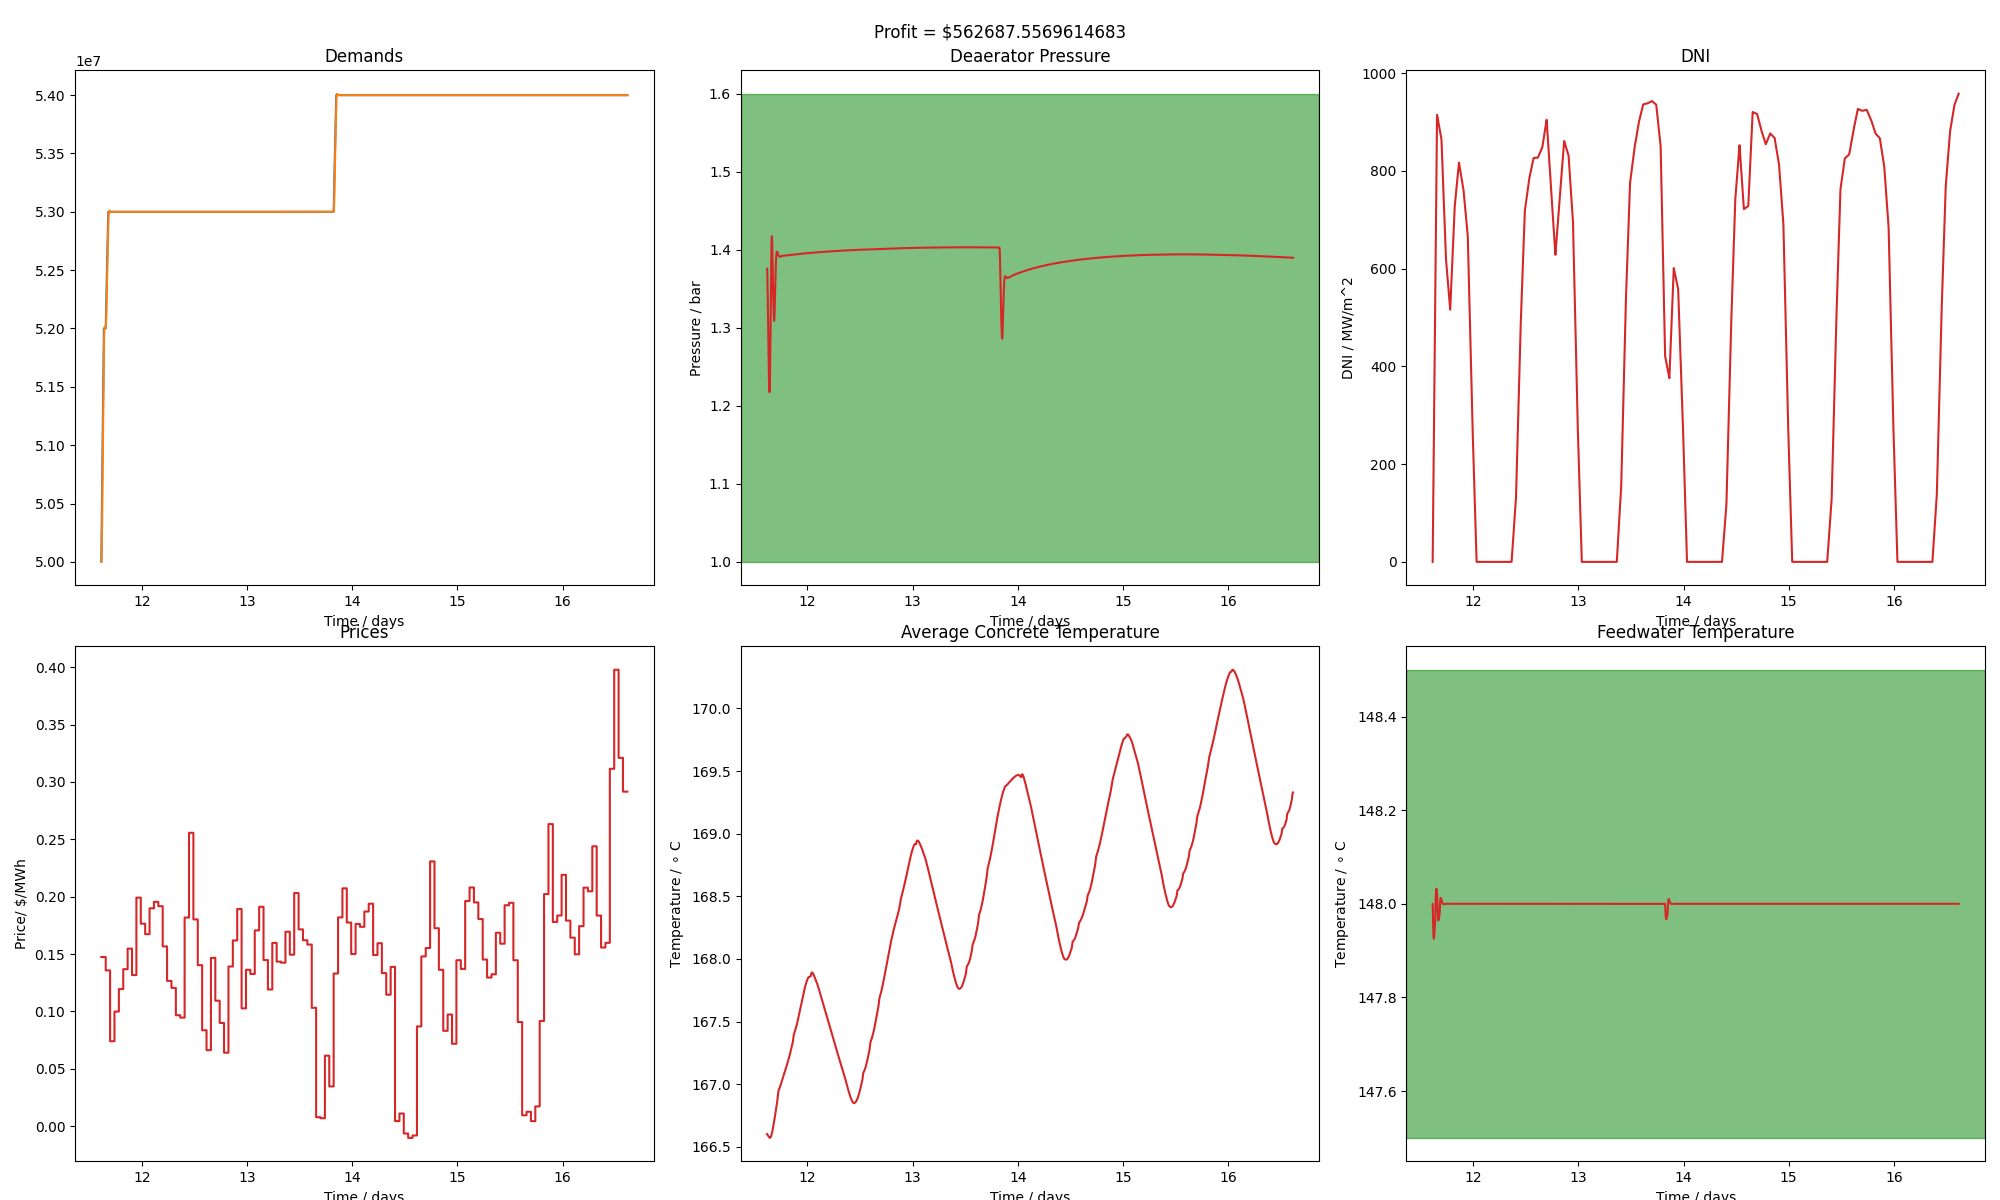 Profit = $562687.5569614683
Demands
1e7
5.40
5.35
5.30
5.25
5.20
5.15
5.10
5.05
5.00
12 13 14 15 16
Time / days
Deaerator Pressure
Pressure / bar
1.6
1.5
1.4
1.3
1.2
1.1
1.0
12 13 14 15 16
Time / days
DNI
DNI / MW/m^2
1000
800
600
400
200
0
12 13 14 15 16
Time / days
Prices
Price/ $/MWh
0.40
0.35
0.30
0.25
0.20
0.15
0.10
0.05
0.00
12 13 14 15 16
Time / days
Average Concrete Temperature
Temperature / ∘ C
170.0
169.5
169.0
168.5
168.0
167.5
167.0
166.5
12 13 14 15 16
Time / days
Feedwater Temperature
Temperature / ∘ C
148.4
148.2
148.0
147.8
147.6
12 13 14 15 16
Time / days